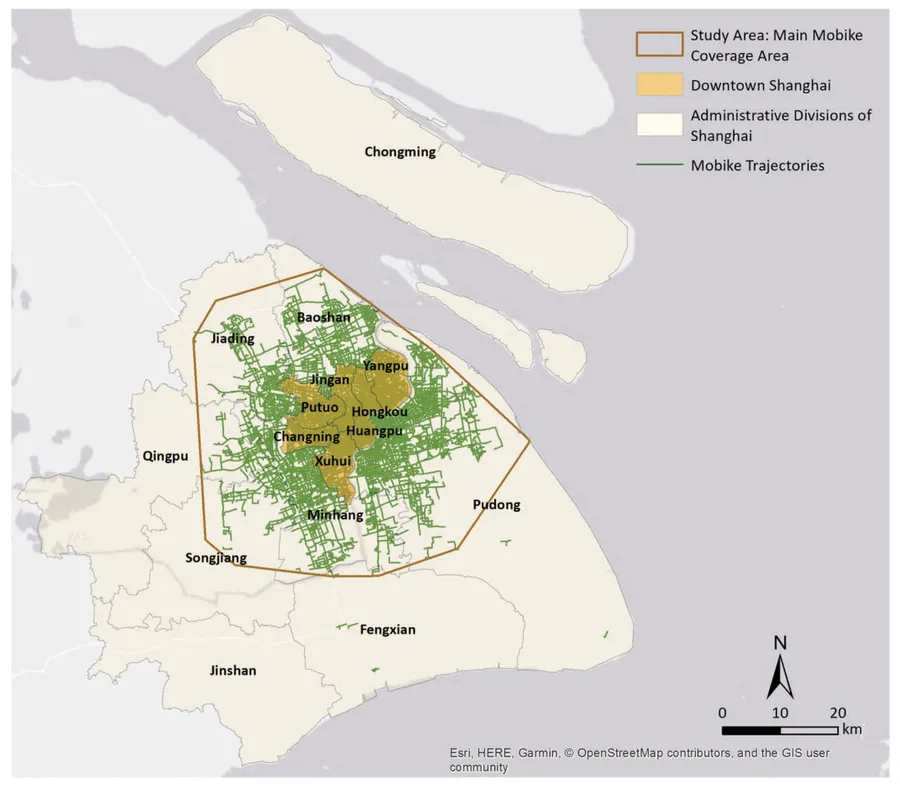 Study Area: Main Mobike
Coverage Area
Downtown Shanghai
Administrative Divisions of
Shanghai
Mobike Trajectories
Chongming
Baoshan
Jiading
Yangpu
Jingan
Putuo
Hongkou
Huangpu
Changning
Qingpu
Xuhui
Pudong
Minhang
Songjiang
Fengxian
Jinshan
N
0 10 20
km
Esri, HERE, Garmin, © OpenStreetMap contributors, and the GIS user
community